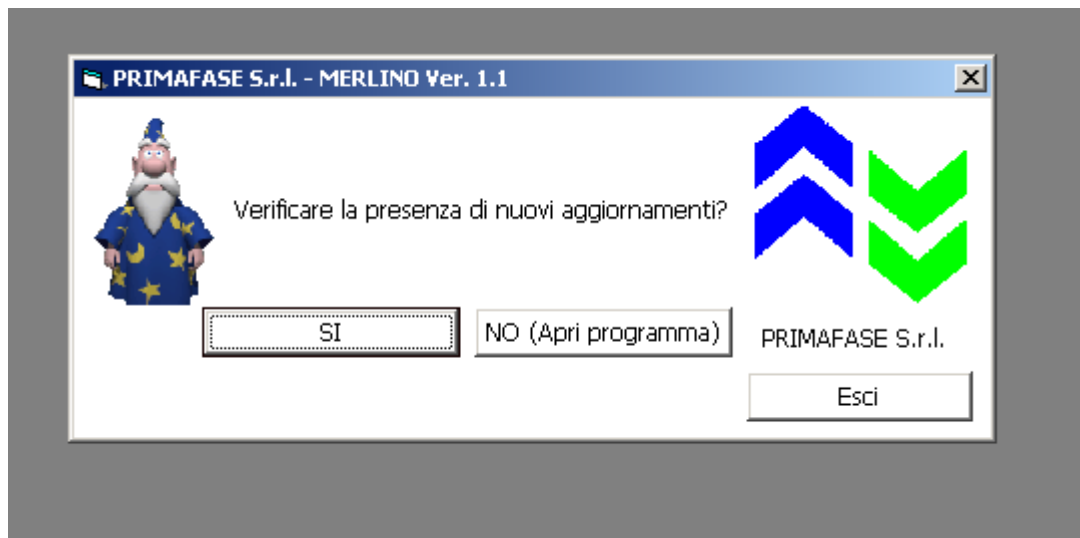 PRIMAFASE S.r.l. - MERLINO Ver. 1.1
Verificare la presenza di nuovi aggiornamenti?
SI
NO (Apri programma)
PRIMAFASE S.r.l.
Esci